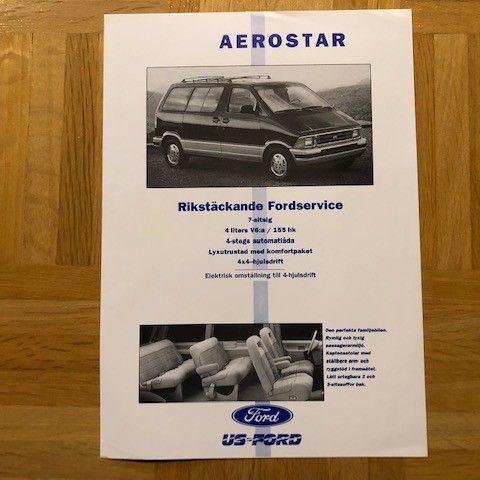 AEROSTAR
Rikstäckande Fordservice
7-sitsig
4 liters V6:a / 155 hk
4-stegs automatlåda
Lyxutrustad med komfortpaket
4x4-hjulsdrift
Elektrisk omställning till 4-hjulsdrift
Den perfekta familjebilen.
Rymlig och lyxig
passagerarmiljö.
Kaptensstolar med
ställbara arm- och
ryggstöd i framsätet.
Lätt urtagbara 2 och
3-sitssoffor bak.
Ford
US-FORD